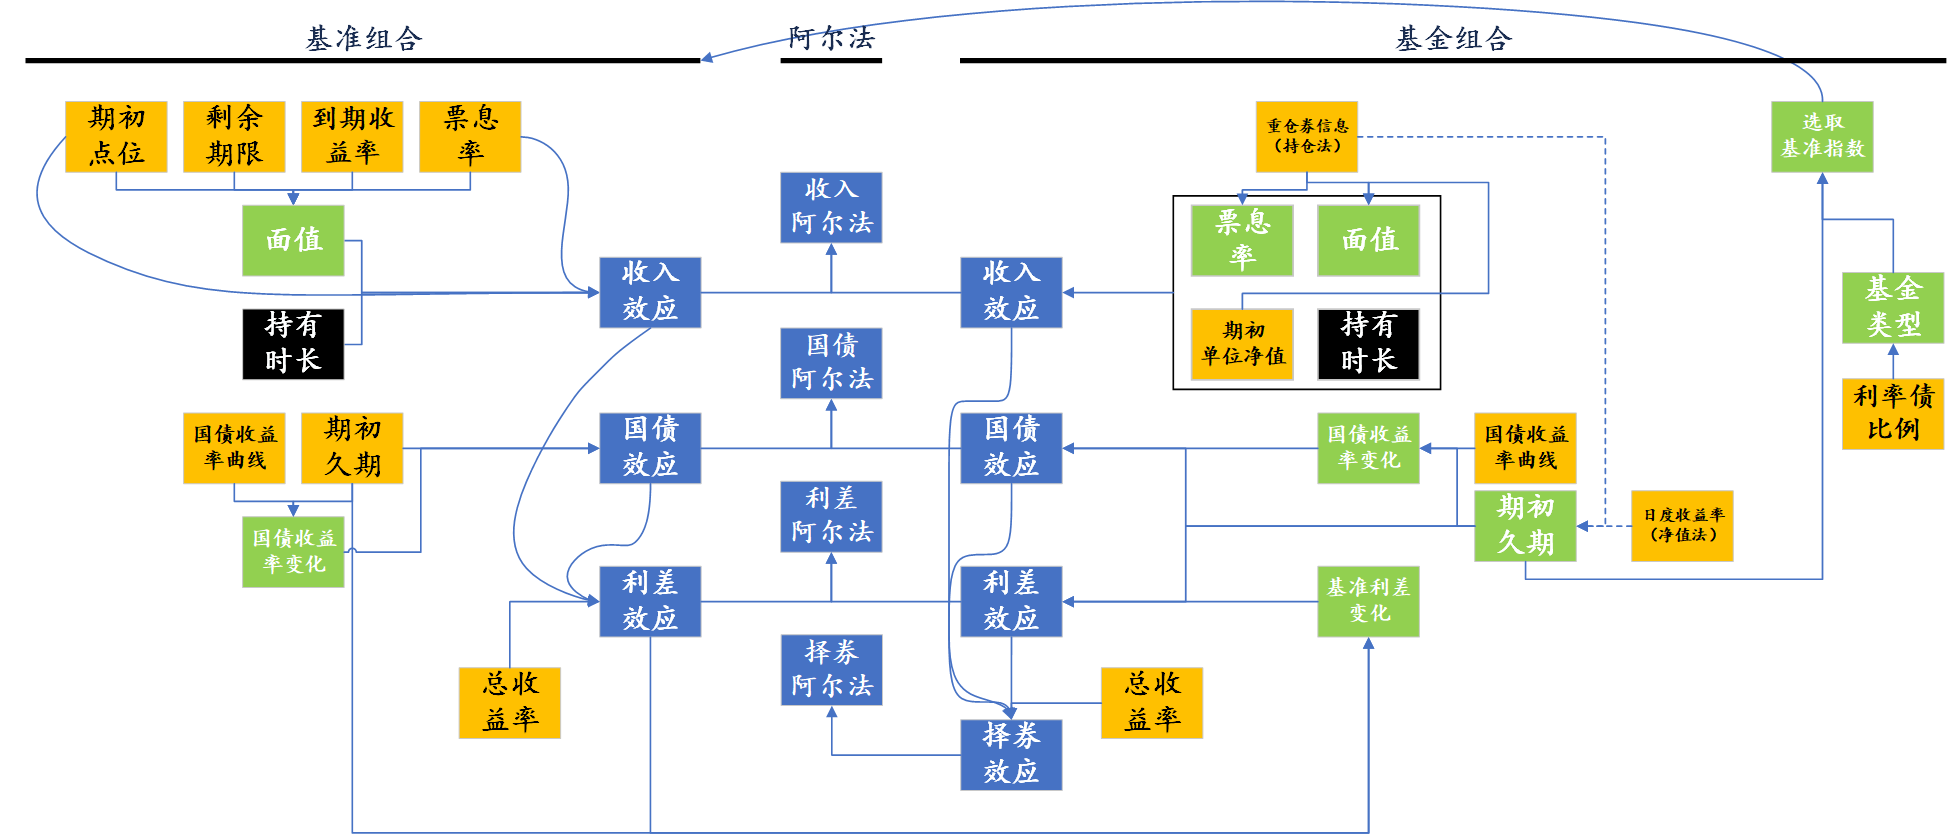 基准组合
阿尔法
基金组合
期初
点位
剩余
期限
到期收
益率
票息
率
面值
持有
时长
国债收益
率曲线
期初
久期
国债收益
率变化
总收
益率
收入
效应
国债
效应
利差
效应
收入
阿尔法
国债
阿尔法
利差
阿尔法
择券
阿尔法
收入
效应
国债
效应
利差
效应
择券
效应
重仓券信息
(持仓法)
票息
率
面值
期初
单位净值
持有
时长
国债收益
率变化
国债收益
率曲线
期初
久期
日度收益率
(净值法)
基准利差
变化
总收
益率
选取
基准指数
基金
类型
利率债
比例